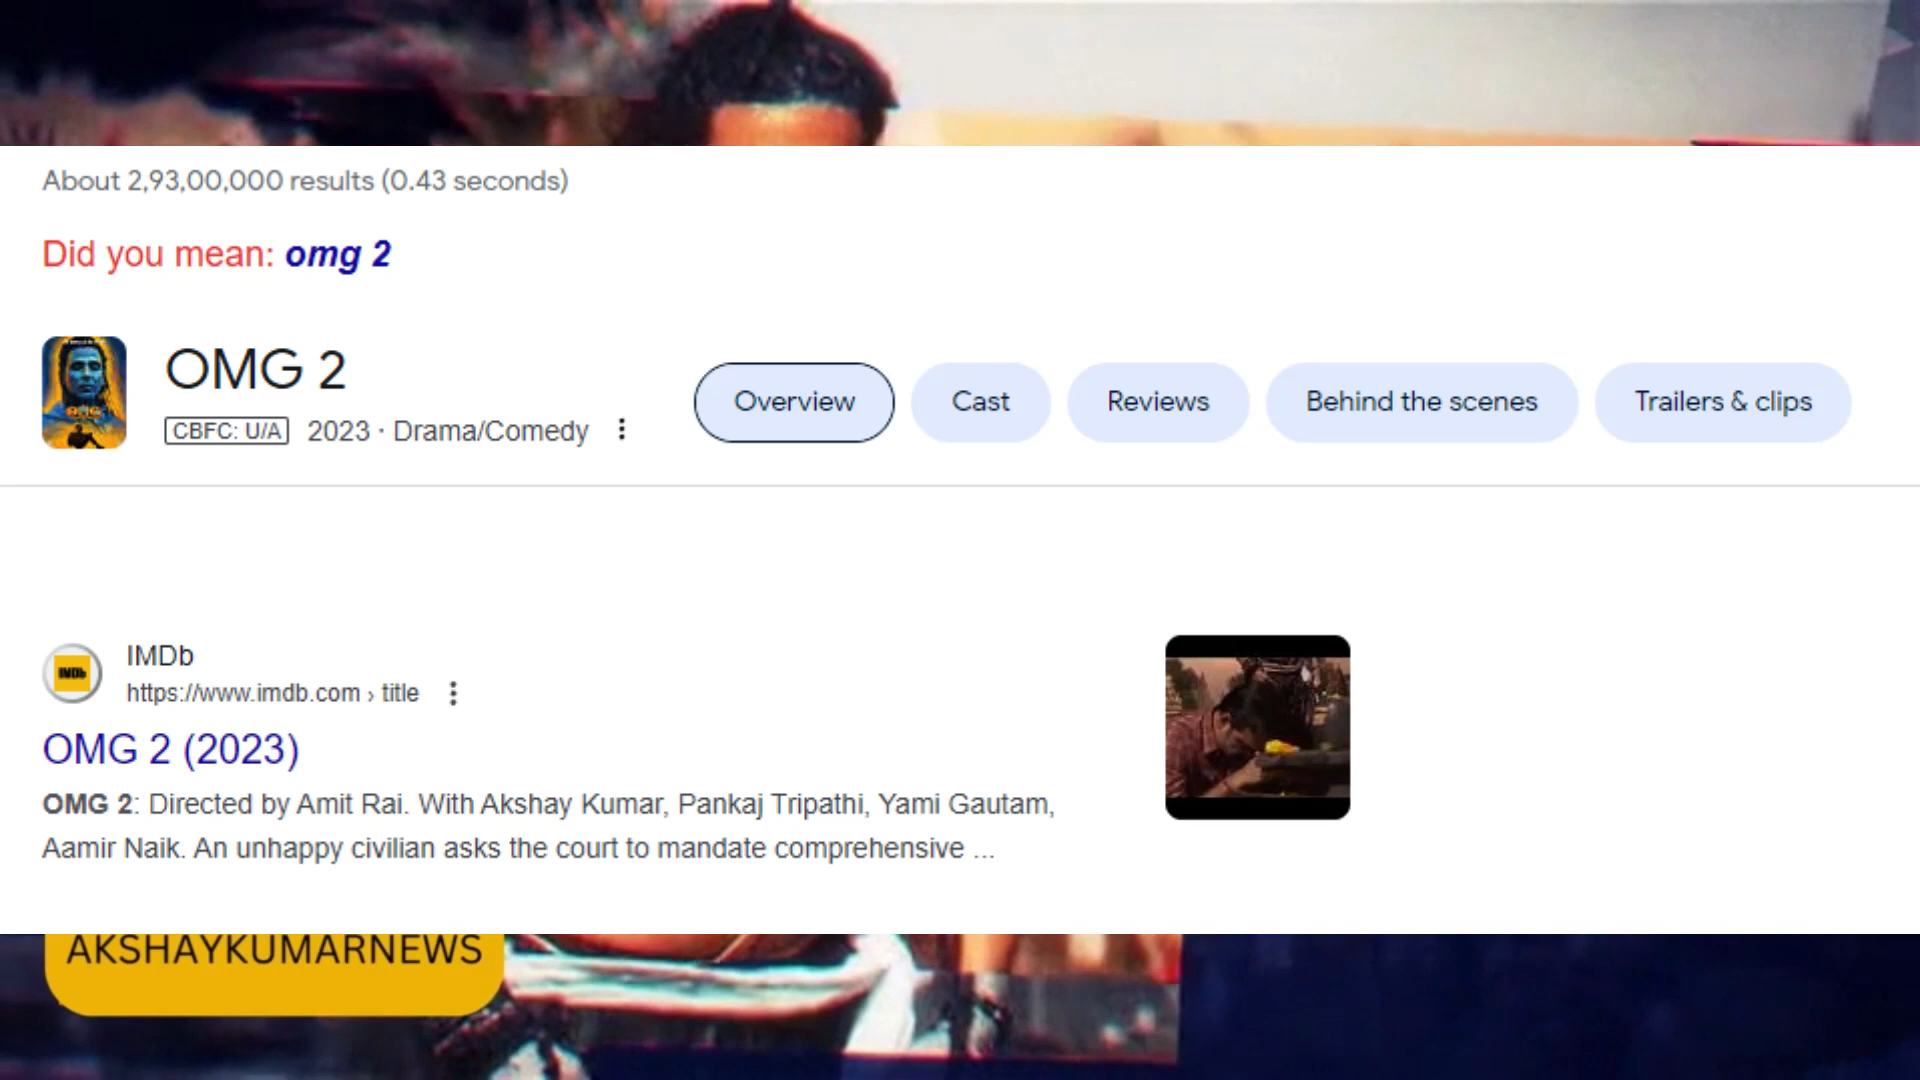 About 2,93,00,000 results (0.43 seconds)
Did you mean: omg 2
OMG 2
CBFC: U/A 2023 · Drama/Comedy
Overview
Cast
Reviews
Behind the scenes
Trailers & clips
IMDb
IMDb
https://www.imdb.com › title
OMG 2 (2023)
OMG 2: Directed by Amit Rai. With Akshay Kumar, Pankaj Tripathi, Yami Gautam,
Aamir Naik. An unhappy civilian asks the court to mandate comprehensive ...
AKSHAYKUMARNEWS